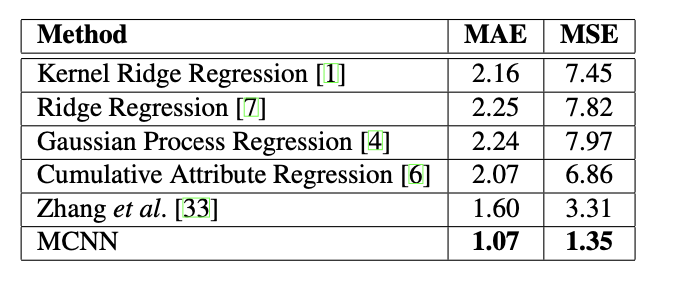 Method MAE MSE
Kernel Ridge Regression [1] 2.16 7.45
Ridge Regression [7] 2.25 7.82
Gaussian Process Regression [4] 2.24 7.97
Cumulative Attribute Regression [6] 2.07 6.86
Zhang et al. [33] 1.60 3.31
MCNN 1.07 1.35